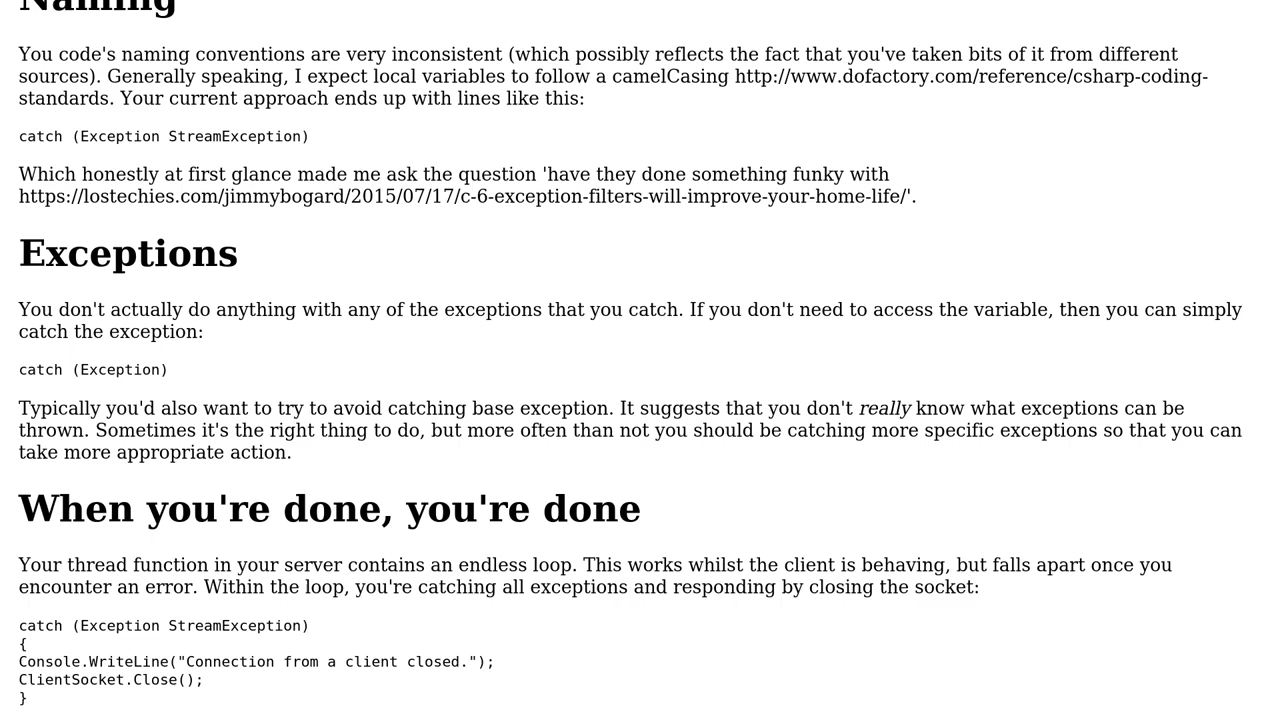 Naming
You code's naming conventions are very inconsistent (which possibly reflects the fact that you've taken bits of it from different
sources). Generally speaking, I expect local variables to follow a camelCasing http://www.dofactory.com/reference/csharp-coding-
standards. Your current approach ends up with lines like this:
catch (Exception StreamException)
Which honestly at first glance made me ask the question 'have they done something funky with
https://lostechies.com/jimmybogard/2015/07/17/c-6-exception-filters-will-improve-your-home-life/'.
Exceptions
You don't actually do anything with any of the exceptions that you catch. If you don't need to access the variable, then you can simply
catch the exception:
catch (Exception)
Typically you'd also want to try to avoid catching base exception. It suggests that you don't really know what exceptions can be
thrown. Sometimes it's the right thing to do, but more often than not you should be catching more specific exceptions so that you can
take more appropriate action.
When you're done, you're done
Your thread function in your server contains an endless loop. This works whilst the client is behaving, but falls apart once you
encounter an error. Within the loop, you're catching all exceptions and responding by closing the socket:
catch (Exception StreamException)
{
Console.WriteLine("Connection from a client closed.");
ClientSocket.Close();
}